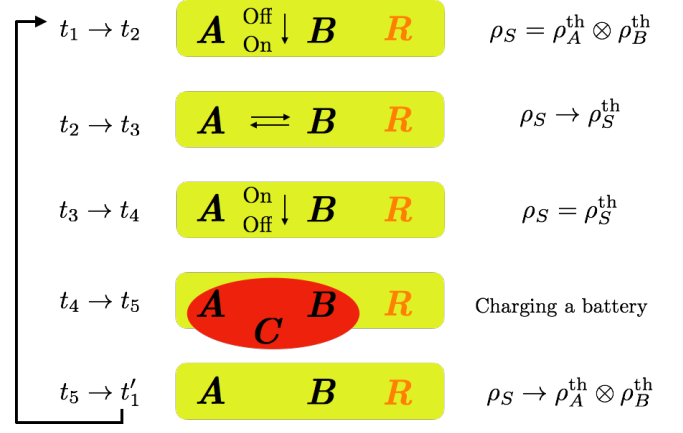 t₁ → t₂ A Off On ↓ B R ρ_S = ρ_A^th ⊗ ρ_B^th
t₂ → t₃ A ⇌ B R ρ_S → ρ_S^th
t₃ → t₄ A On Off ↓ B R ρ_S = ρ_S^th
t₄ → t₅ A B C R Charging a battery
t₅ → t₁′ A B R ρ_S → ρ_A^th ⊗ ρ_B^th